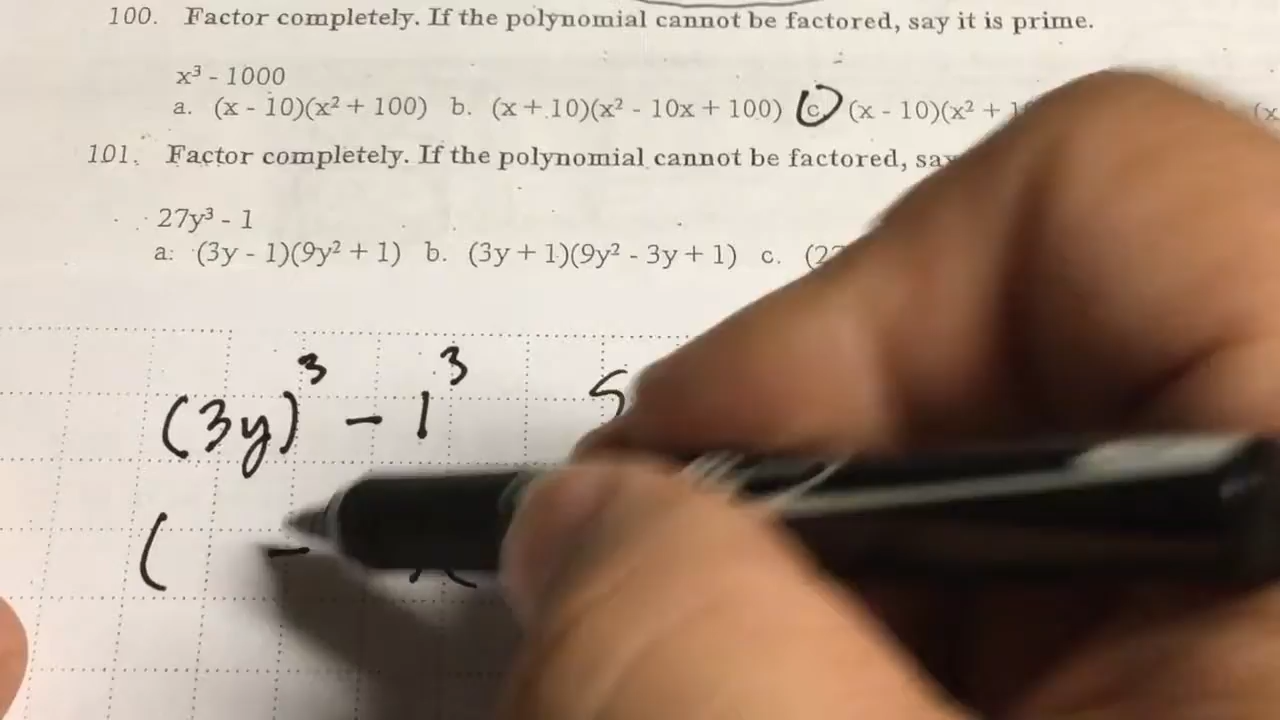 100. Factor completely. If the polynomial cannot be factored, say it is prime.
x³ - 1000
a. (x - 10)(x² + 100) b. (x + 10)(x² - 10x + 100) c. (x - 10)(x² + (x
101. Factor completely. If the polynomial cannot be factored,
27y³ - 1
a: (3y - 1)(9y² + 1) b. (3y + 1)(9y² - 3y + 1) c. (2
(3y)³ - 1³ S
( -